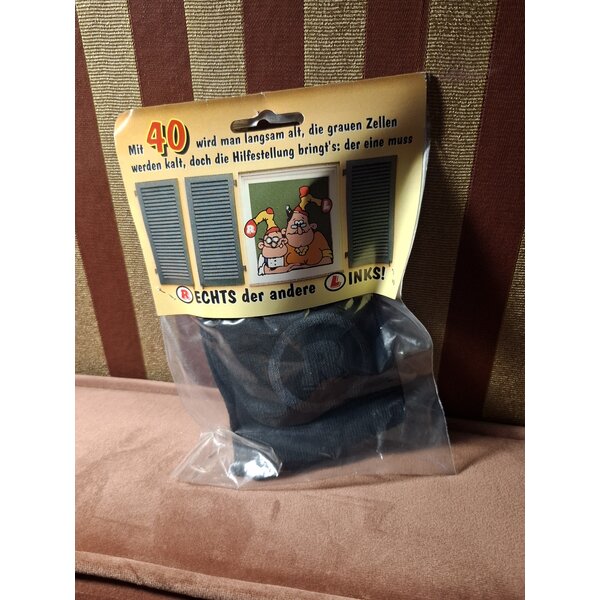 Mit 40 wird man langsam alt, die grauen Zellen
werden kalt, doch die Hilfestellung bringt's: der eine muss
R L
RECHTS der andere LINKS!
R